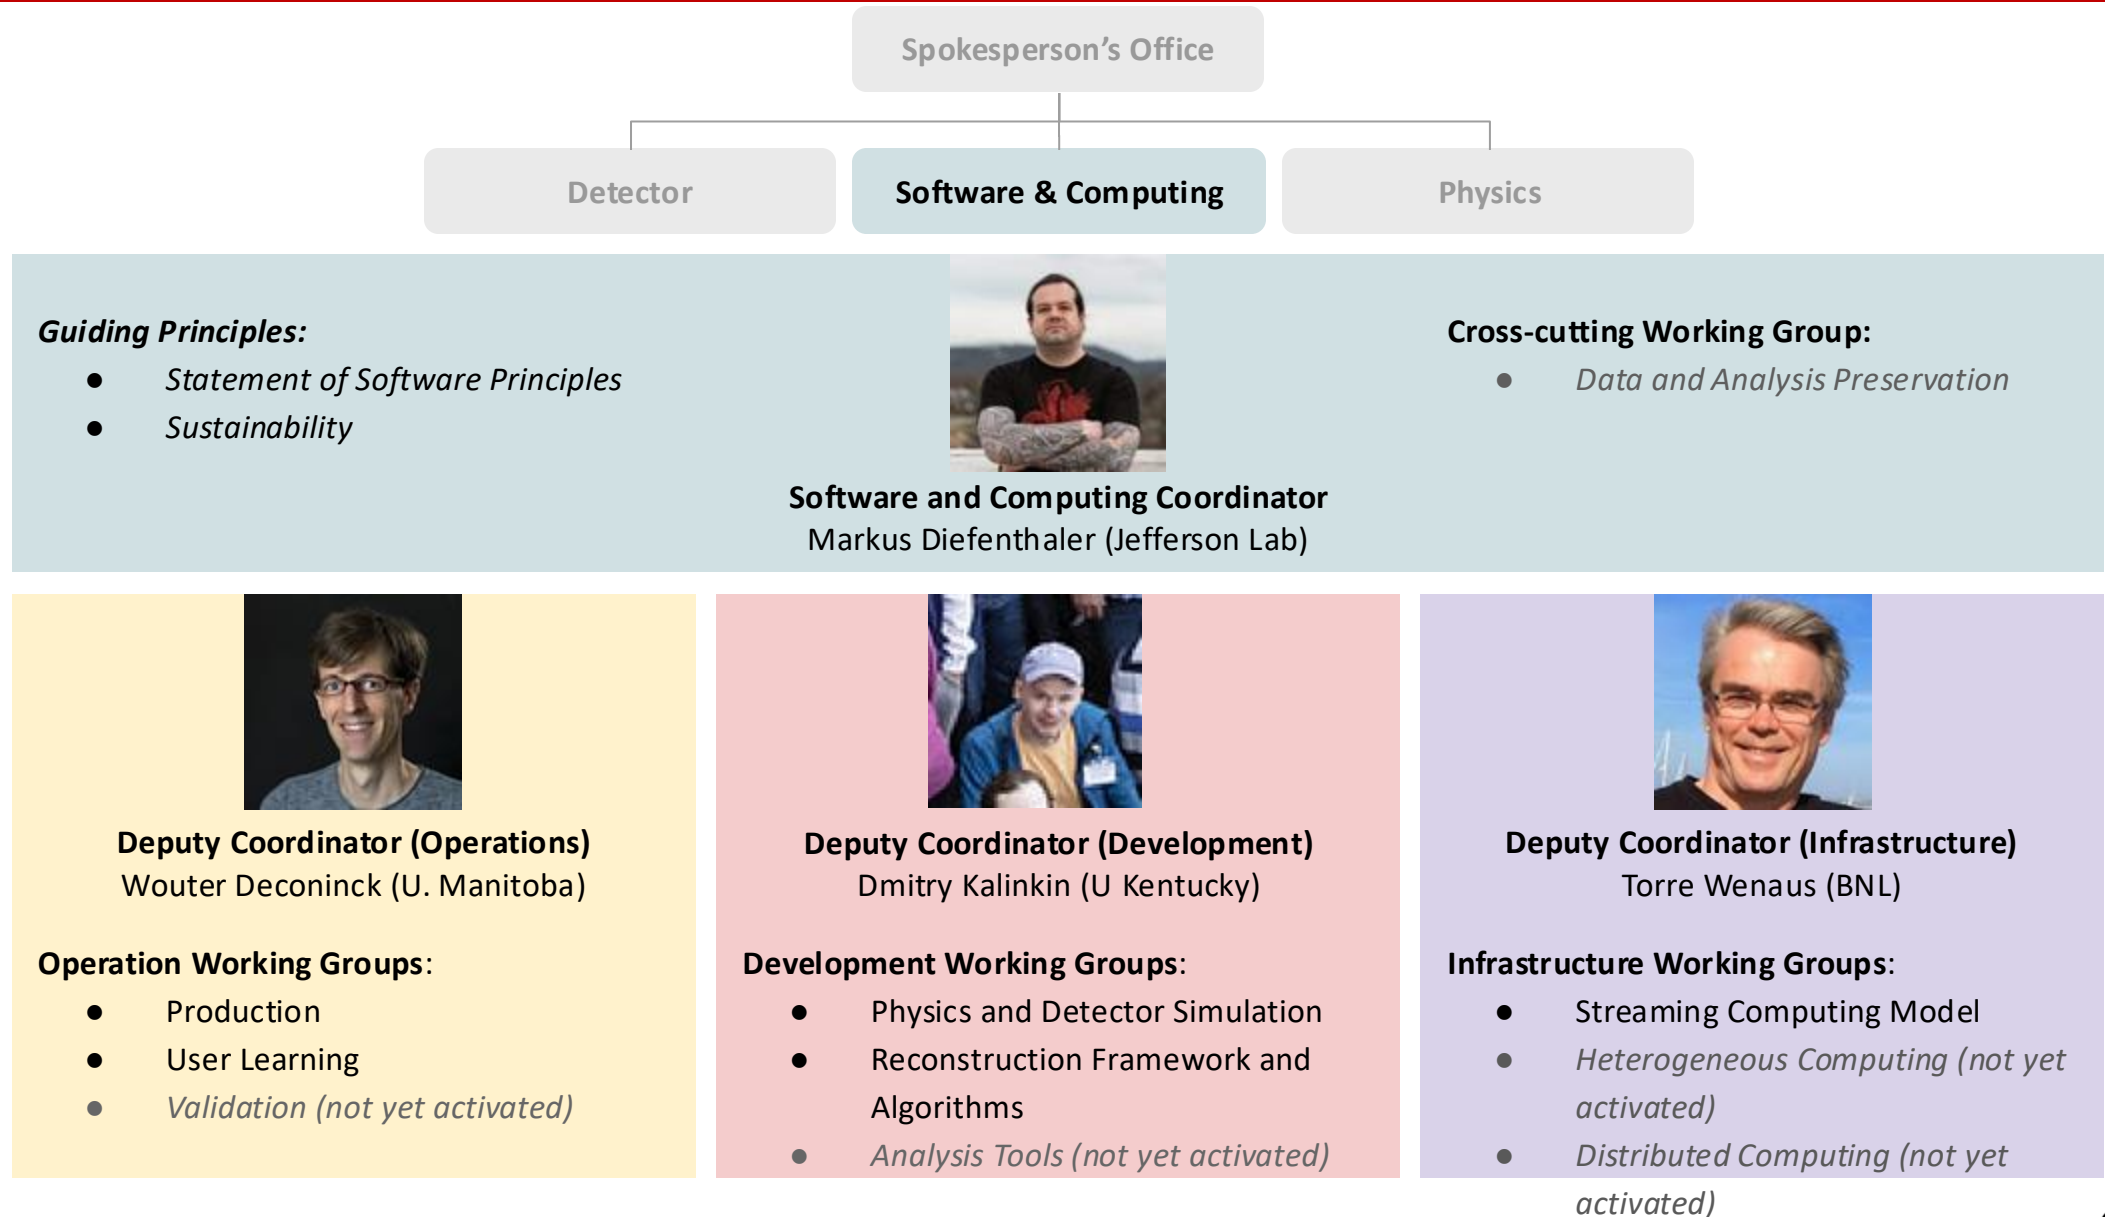 Spokesperson’s Office
Detector
Software & Computing
Physics
Guiding Principles:
● Statement of Software Principles
● Sustainability
Cross-cutting Working Group:
● Data and Analysis Preservation
Software and Computing Coordinator
Markus Diefenthaler (Jefferson Lab)
Deputy Coordinator (Operations)
Wouter Deconinck (U. Manitoba)
Operation Working Groups:
● Production
● User Learning
● Validation (not yet activated)
Deputy Coordinator (Development)
Dmitry Kalinkin (U Kentucky)
Development Working Groups:
● Physics and Detector Simulation
● Reconstruction Framework and
Algorithms
● Analysis Tools (not yet activated)
Deputy Coordinator (Infrastructure)
Torre Wenaus (BNL)
Infrastructure Working Groups:
● Streaming Computing Model
● Heterogeneous Computing (not yet
activated)
● Distributed Computing (not yet
activated)